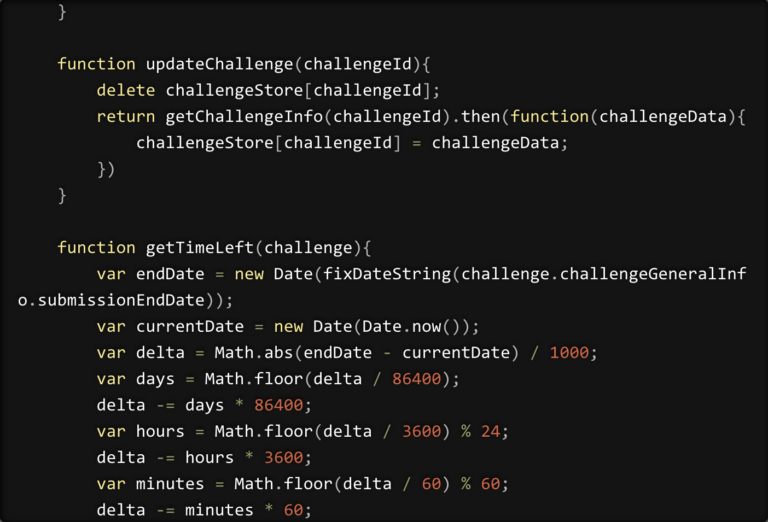 }
function updateChallenge(challengeId){
delete challengeStore[challengeId];
return getChallengeInfo(challengeId).then(function(challengeData){
challengeStore[challengeId] = challengeData;
})
}
function getTimeLeft(challenge){
var endDate = new Date(fixDateString(challenge.challengeGeneralInf
o.submissionEndDate));
var currentDate = new Date(Date.now());
var delta = Math.abs(endDate - currentDate) / 1000;
var days = Math.floor(delta / 86400);
delta -= days * 86400;
var hours = Math.floor(delta / 3600) % 24;
delta -= hours * 3600;
var minutes = Math.floor(delta / 60) % 60;
delta -= minutes * 60;